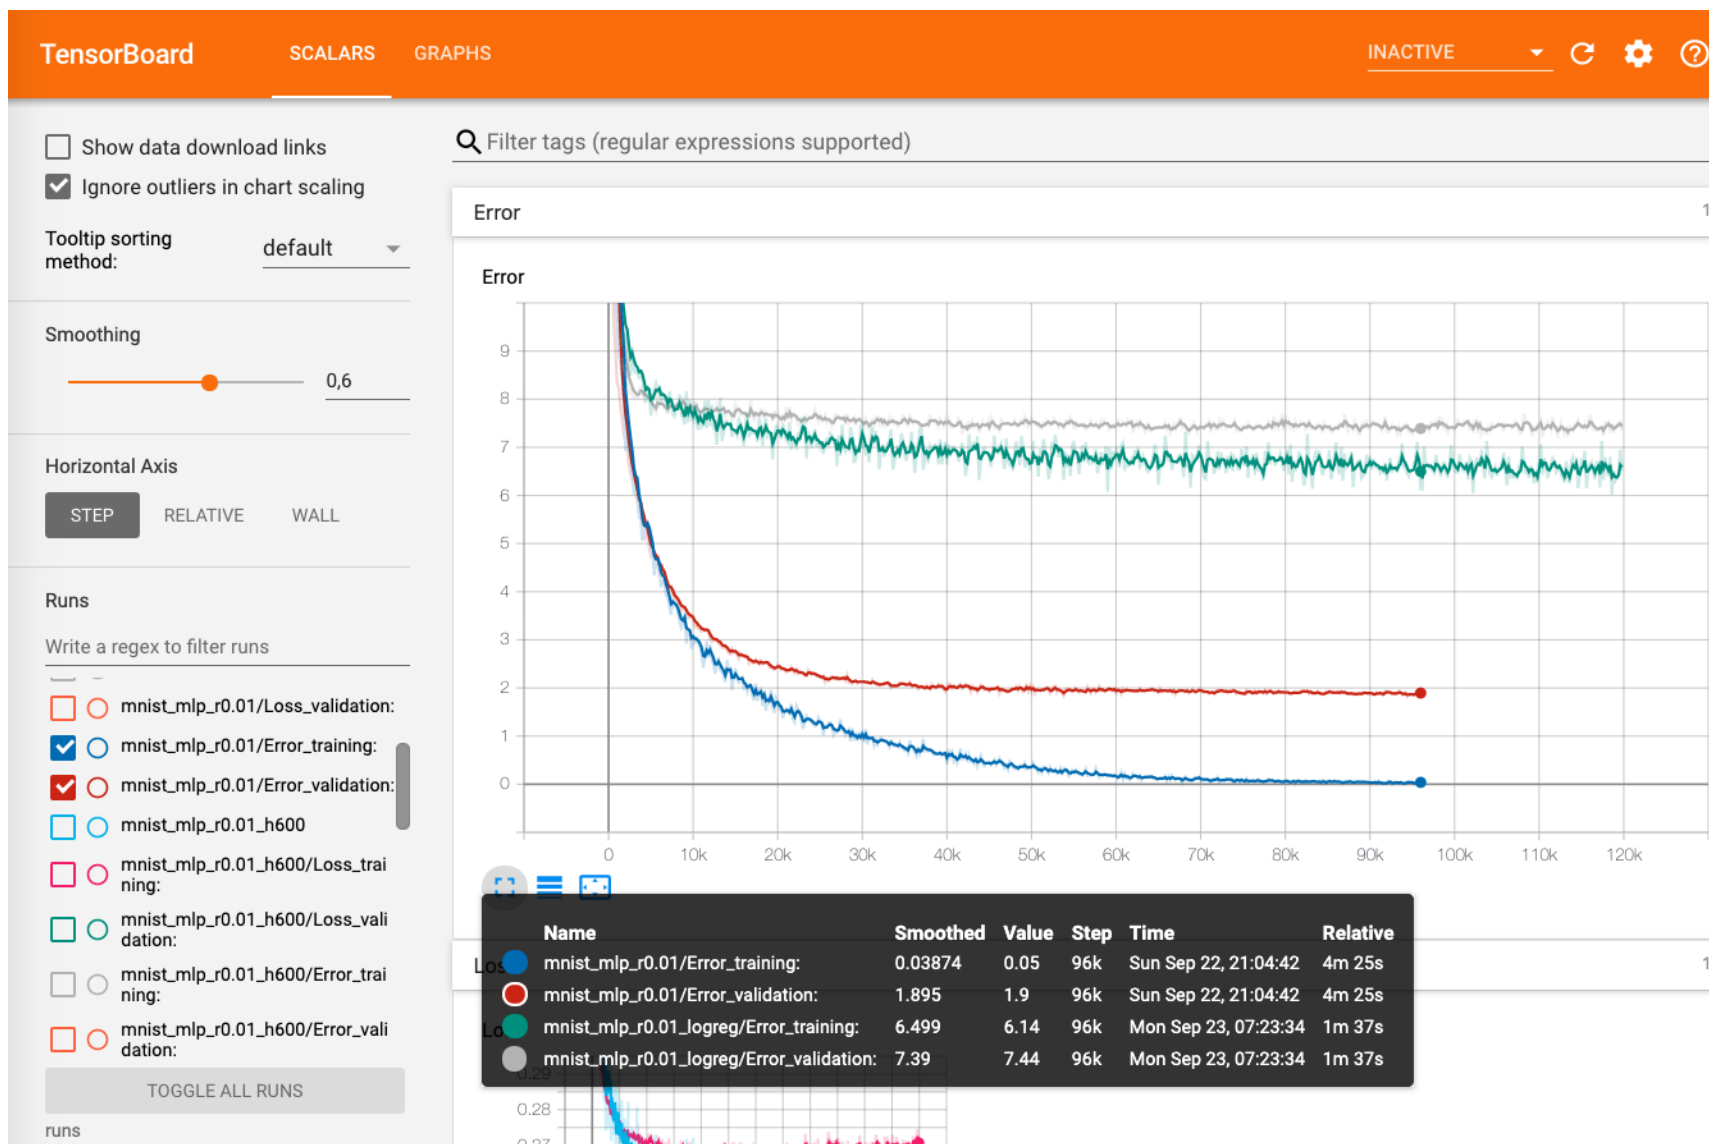 TensorBoard SCALARS GRAPHS INACTIVE
Show data download links
Ignore outliers in chart scaling
Tooltip sorting
method:
default
Smoothing
0,6
Horizontal Axis
STEP RELATIVE WALL
Runs
Write a regex to filter runs
mnist_mlp_r0.01/Loss_validation:
mnist_mlp_r0.01/Error_training:
mnist_mlp_r0.01/Error_validation:
mnist_mlp_r0.01_h600
mnist_mlp_r0.01_h600/Loss_trai
ning:
mnist_mlp_r0.01_h600/Loss_vali
dation:
mnist_mlp_r0.01_h600/Error_trai
ning:
mnist_mlp_r0.01_h600/Error_vali
dation:
TOGGLE ALL RUNS
runs
Filter tags (regular expressions supported)
Error
1
Error
9
8
7
6
5
4
3
2
1
0
0 10k 20k 30k 40k 50k 60k 70k 80k 90k 100k 110k 120k
Name Smoothed Value Step Time Relative
mnist_mlp_r0.01/Error_training: 0.03874 0.05 96k Sun Sep 22, 21:04:42 4m 25s
mnist_mlp_r0.01/Error_validation: 1.895 1.9 96k Sun Sep 22, 21:04:42 4m 25s
mnist_mlp_r0.01_logreg/Error_training: 6.499 6.14 96k Mon Sep 23, 07:23:34 1m 37s
mnist_mlp_r0.01_logreg/Error_validation: 7.39 7.44 96k Mon Sep 23, 07:23:34 1m 37s
1
0.29
0.28